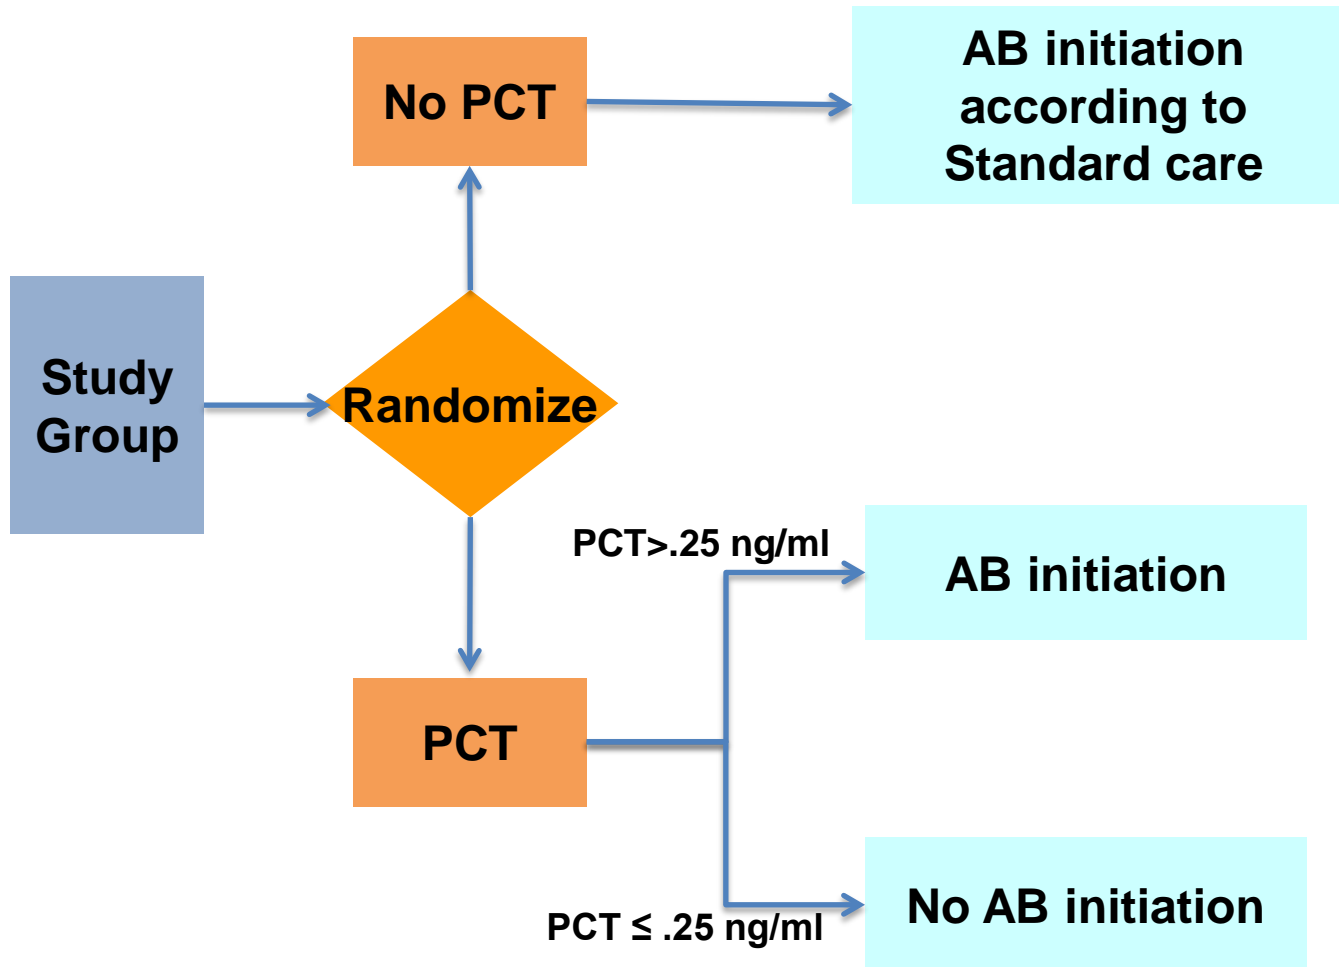 No PCT
AB initiation
according to
Standard care
Study
Group
Randomize
PCT>.25 ng/ml
AB initiation
PCT
PCT ≤ .25 ng/ml
No AB initiation